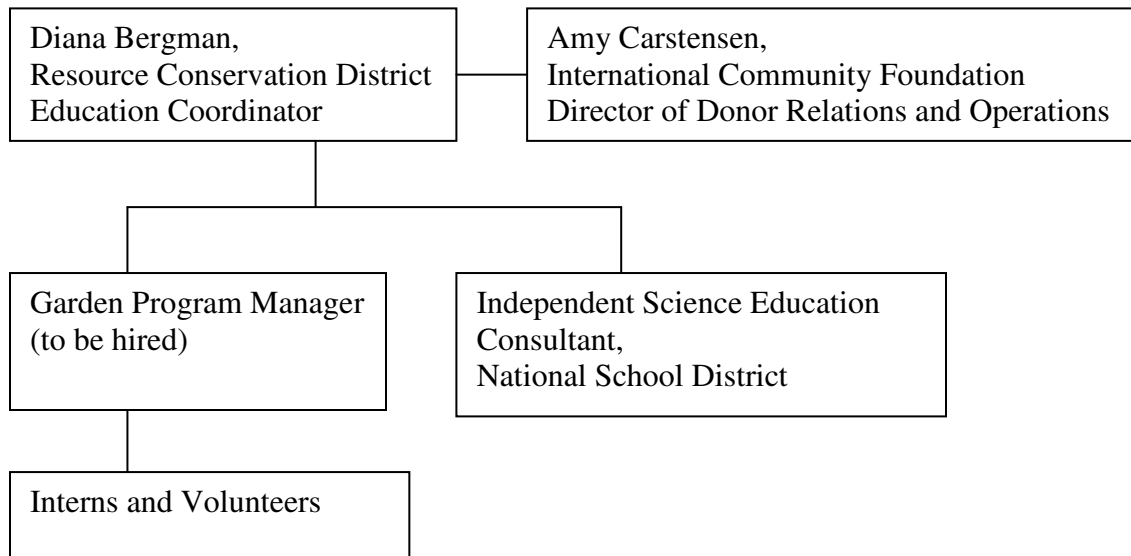 Diana Bergman,
Resource Conservation District
Education Coordinator
Amy Carstensen,
International Community Foundation
Director of Donor Relations and Operations
Garden Program Manager
(to be hired)
Independent Science Education
Consultant,
National School District
Interns and Volunteers